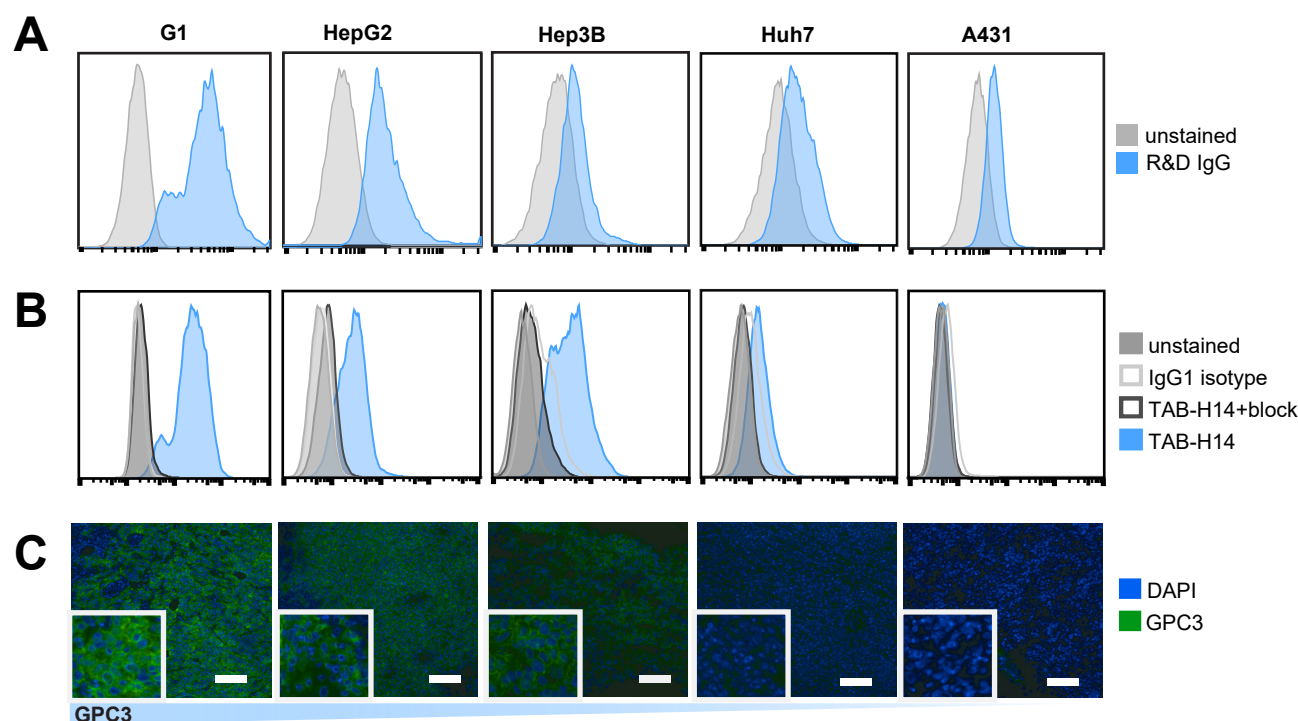 A
G1
HepG2
Hep3B
Huh7
A431
unstained
R&D IgG
B
unstained
IgG1 isotype
TAB-H14+block
TAB-H14
C
DAPI
GPC3
GPC3